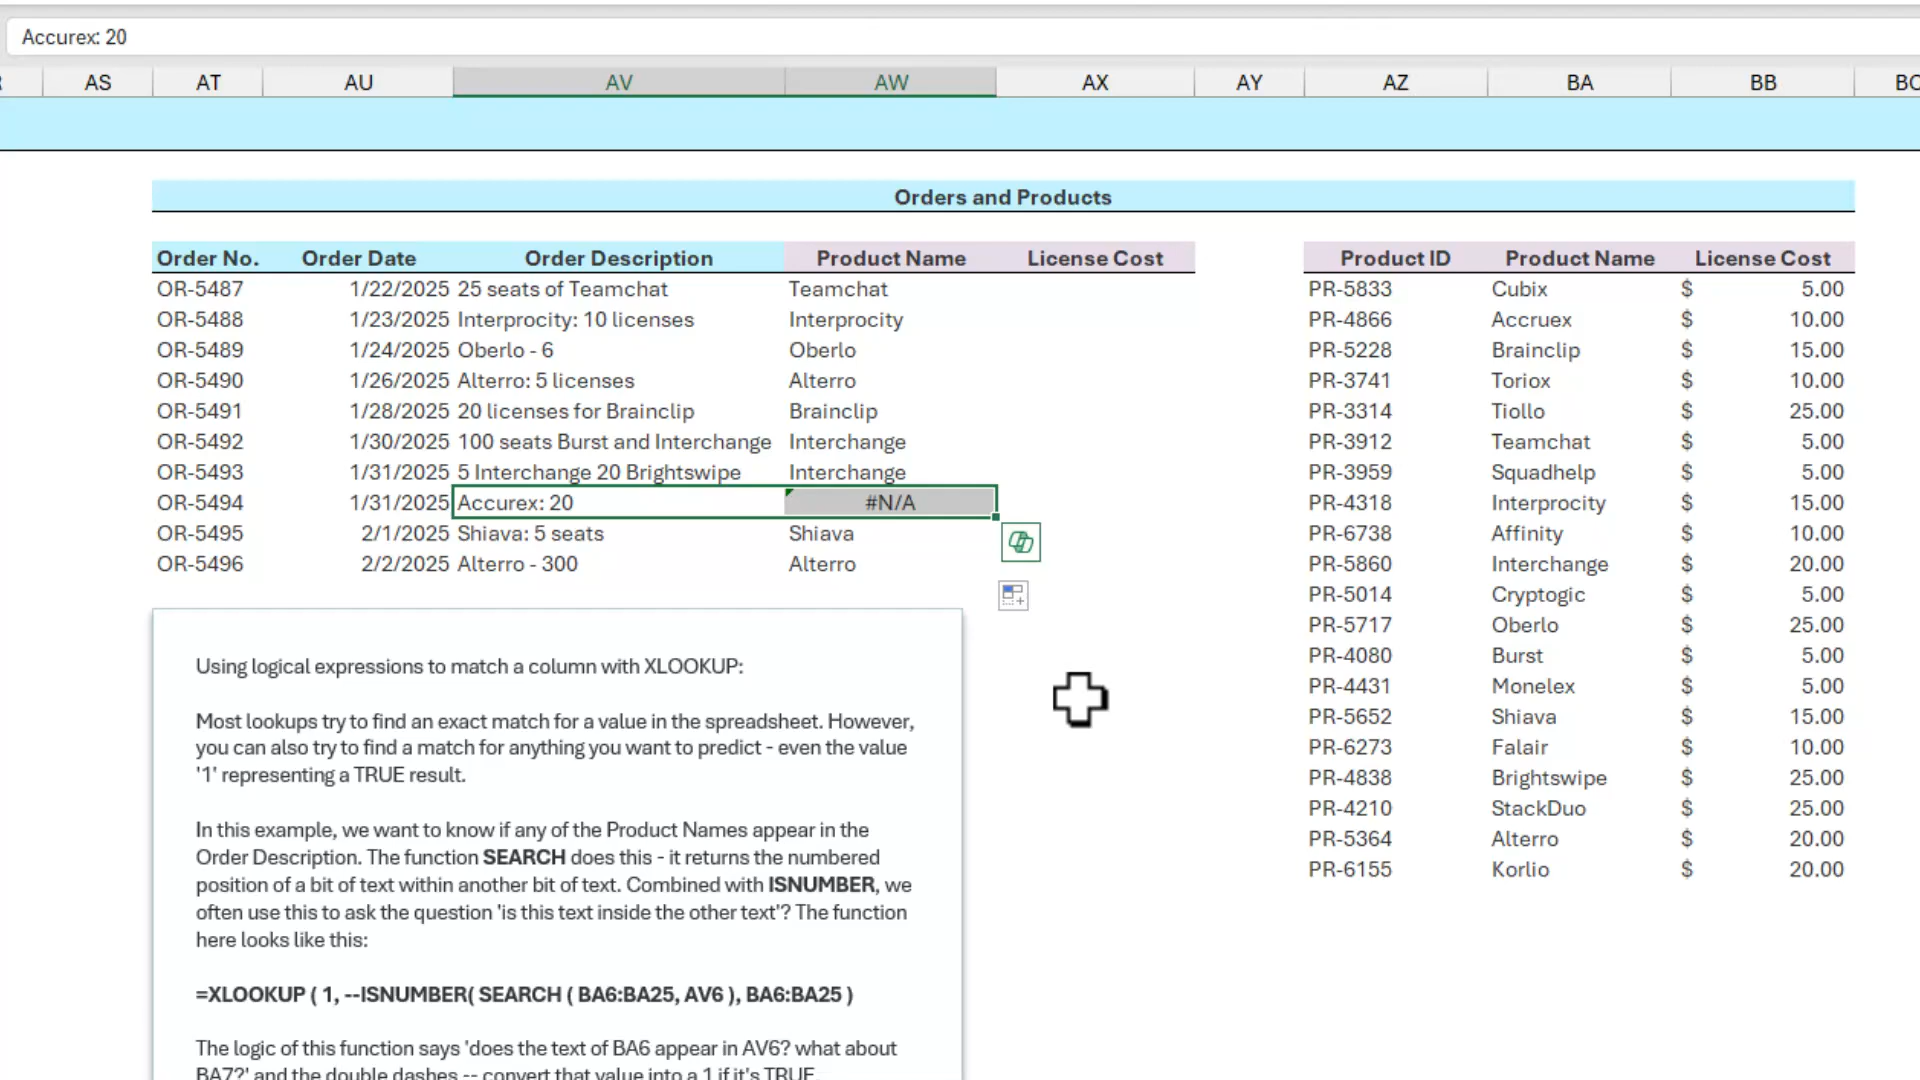 Accurex: 20
AS AT AU AV AW AX AY AZ BA BB
Orders and Products
Order No. Order Date Order Description Product Name License Cost Product ID Product Name License Cost
OR-5487 1/22/2025 25 seats of Teamchat Teamchat PR-5833 Cubix $ 5.00
OR-5488 1/23/2025 Interprocity: 10 licenses Interprocity PR-4866 Accruex $ 10.00
OR-5489 1/24/2025 Oberlo - 6 Oberlo PR-5228 Brainclip $ 15.00
OR-5490 1/26/2025 Alterro: 5 licenses Alterro PR-3741 Toriox $ 10.00
OR-5491 1/28/2025 20 licenses for Brainclip Brainclip PR-3314 Tiollo $ 25.00
OR-5492 1/30/2025 100 seats Burst and Interchange Interchange PR-3912 Teamchat $ 5.00
OR-5493 1/31/2025 5 Interchange 20 Brightswipe Interchange PR-3959 Squadhelp $ 5.00
OR-5494 1/31/2025 Accurex: 20 #N/A PR-4318 Interprocity $ 15.00
OR-5495 2/1/2025 Shiava: 5 seats Shiava PR-6738 Affinity $ 10.00
OR-5496 2/2/2025 Alterro - 300 Alterro PR-5860 Interchange $ 20.00
PR-5014 Cryptogic $ 5.00
PR-5717 Oberlo $ 25.00
PR-4080 Burst $ 5.00
PR-4431 Monelex $ 5.00
PR-5652 Shiava $ 15.00
PR-6273 Falair $ 10.00
PR-4838 Brightswipe $ 25.00
PR-4210 StackDuo $ 25.00
PR-5364 Alterro $ 20.00
PR-6155 Korlio $ 20.00
Using logical expressions to match a column with XLOOKUP:
Most lookups try to find an exact match for a value in the spreadsheet. However,
you can also try to find a match for anything you want to predict - even the value
'1' representing a TRUE result.
In this example, we want to know if any of the Product Names appear in the
Order Description. The function SEARCH does this - it returns the numbered
position of a bit of text within another bit of text. Combined with ISNUMBER, we
often use this to ask the question 'is this text inside the other text'? The function
here looks like this:
=XLOOKUP ( 1, --ISNUMBER( SEARCH ( BA6:BA25, AV6 ), BA6:BA25 )
The logic of this function says 'does the text of BA6 appear in AV6? what about
BA7?' and the double dashes -- convert that value into a 1 if it's TRUE.